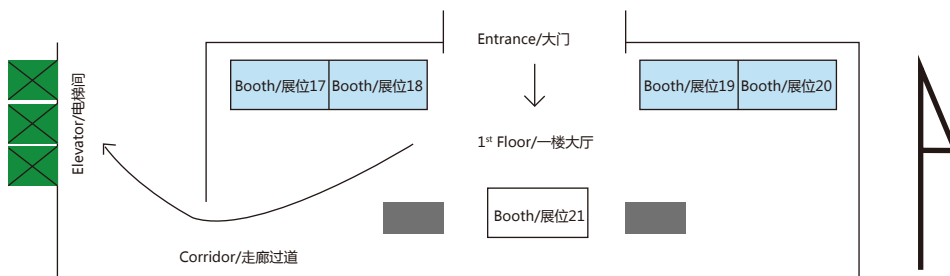 Entrance/大门
Booth/展位17
Booth/展位18
Booth/展位19
Booth/展位20
Elevator/电梯间
1st Floor/一楼大厅
Booth/展位21
Corridor/走廊过道